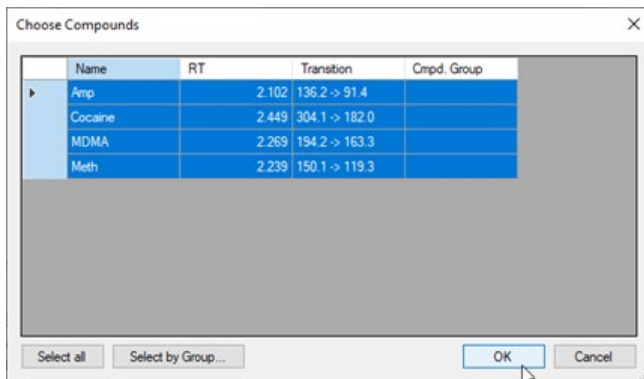 Choose Compounds
Name RT Transition Cmpd. Group
Amp 2.102 136.2 -> 91.4
Cocaine 2.449 304.1 -> 182.0
MDMA 2.269 194.2 -> 163.3
Meth 2.239 150.1 -> 119.3
Select all Select by Group... OK Cancel